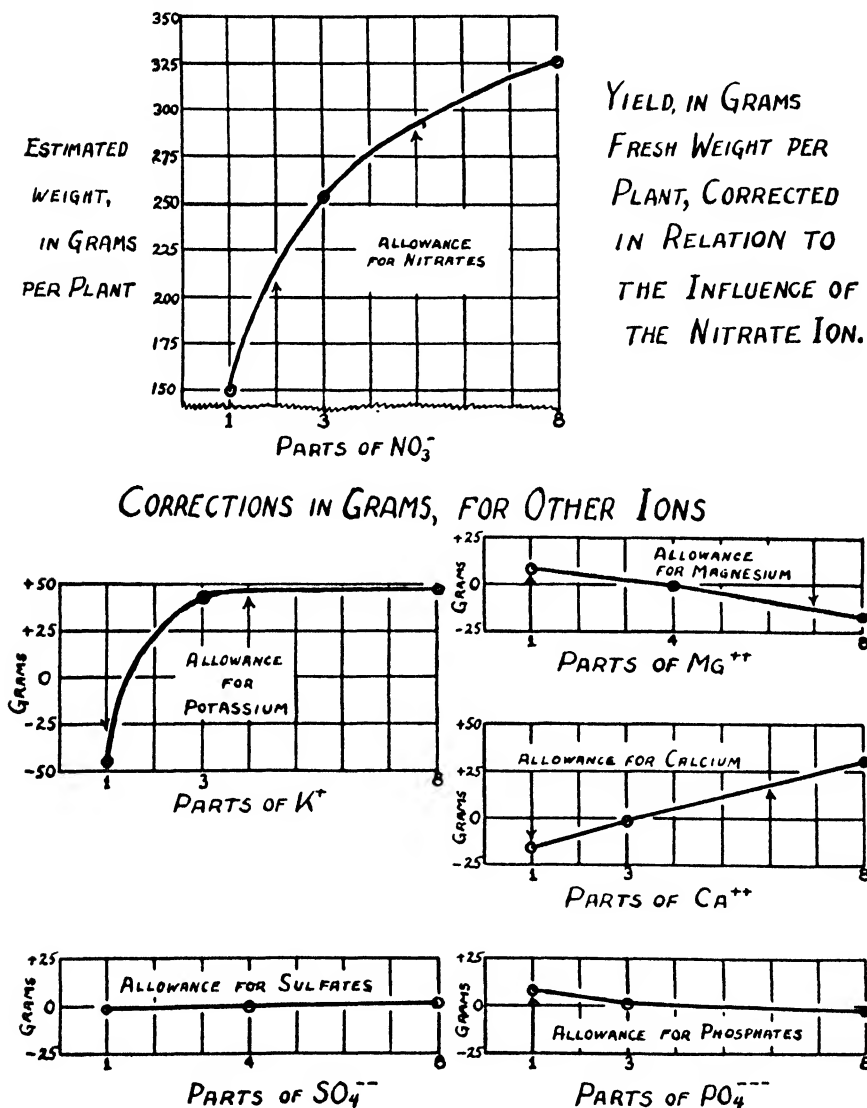 350
325
300
275
250
225
200
175
150
ESTIMATED
WEIGHT,
IN GRAMS
PER PLANT
ALLOWANCE
FOR NITRATES
1 3 8
PARTS OF NO₃⁻
YIELD, IN GRAMS
FRESH WEIGHT PER
PLANT, CORRECTED
IN RELATION TO
THE INFLUENCE OF
THE NITRATE ION.
CORRECTIONS IN GRAMS, FOR OTHER IONS
GRAMS
+50
+25
0
-25
-50
ALLOWANCE
FOR
POTASSIUM
1 3 8
PARTS OF K⁺
GRAMS
+25
0
-25
ALLOWANCE
FOR MAGNESIUM
1 4 8
PARTS OF MG⁺⁺
GRAMS
+50
+25
0
-25
ALLOWANCE FOR CALCIUM
1 3 8
PARTS OF CA⁺⁺
GRAMS
+25
0
-25
ALLOWANCE FOR SULFATES
1 4 8
PARTS OF SO₄⁻⁻
GRAMS
+25
0
-25
ALLOWANCE FOR PHOSPHATES
1 3 8
PARTS OF PO₄⁻⁻⁻